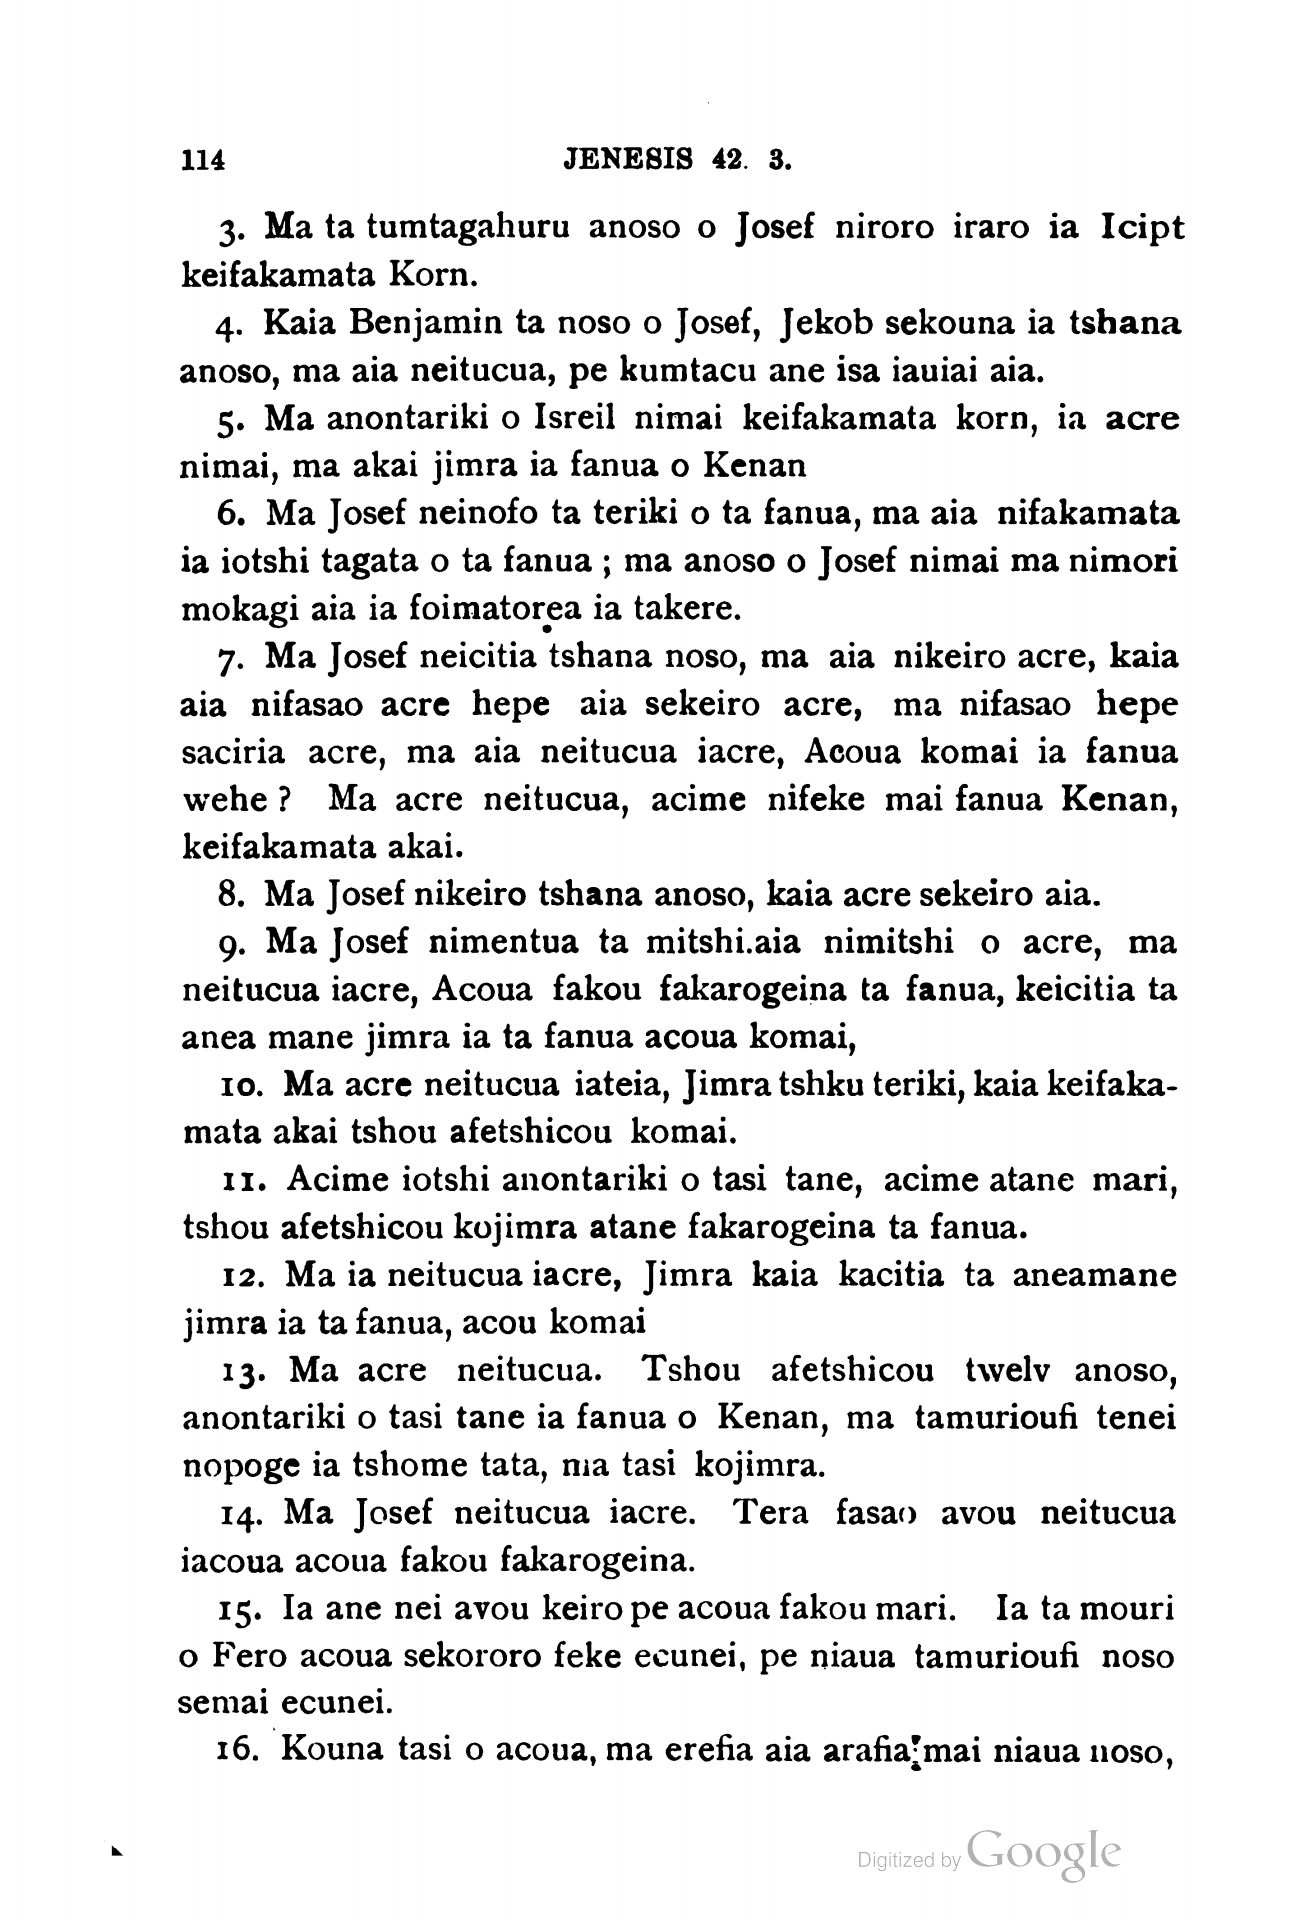 114 JENESIS 42. 3.
3. Ma ta tumtagahuru anoso o Josef niroro iraro ia Icipt
keifakamata Korn.
4. Kaia Benjamin ta noso o Josef, Jekob sekouna ia tshana
anoso, ma aia neitucua, pe kumtacu ane isa iauiai aia.
5. Ma anontariki o Isreil nimai keifakamata korn, ia acre
nimai, ma akai jimra ia fanua o Kenan
6. Ma Josef neinofo ta teriki o ta fanua, ma aia nifakamata
ia iotshi tagata o ta fanua ; ma anoso o Josef nimai ma nimori
mokagi aia ia foimatorea ia takere.
7. Ma Josef neicitia tshana noso, ma aia nikeiro acre, kaia
aia nifasao acre hepe aia sekeiro acre, ma nifasao hepe
saciria acre, ma aia neitucua iacre, Acoua komai ia fanua
wehe ? Ma acre neitucua, acime nifeke mai fanua Kenan,
keifakamata akai.
8. Ma Josef nikeiro tshana anoso, kaia acre sekeiro aia.
9. Ma Josef nimentua ta mitshi.aia nimitshi o acre, ma
neitucua iacre, Acoua fakou fakarogeina ta fanua, keicitia ta
anea mane jimra ia ta fanua acoua komai,
10. Ma acre neitucua iateia, Jimra tshku teriki, kaia keifaka-
mata akai tshou afetshicou komai.
11. Acime iotshi anontariki o tasi tane, acime atane mari,
tshou afetshicou kojimra atane fakarogeina ta fanua.
12. Ma ia neitucua iacre, Jimra kaia kacitia ta aneamane
jimra ia ta fanua, acou komai
13. Ma acre neitucua. Tshou afetshicou twelv anoso,
anontariki o tasi tane ia fanua o Kenan, ma tamurioufi tenei
nopoge ia tshome tata, ma tasi kojimra.
14. Ma Josef neitucua iacre. Tera fasao avou neitucua
iacoua acoua fakou fakarogeina.
15. Ia ane nei avou keiro pe acoua fakou mari. Ia ta mouri
o Fero acoua sekororo feke ecunei, pe niaua tamurioufi noso
semai ecunei.
16. Kouna tasi o acoua, ma erefia aia arafia mai niaua noso,
Digitized by Google